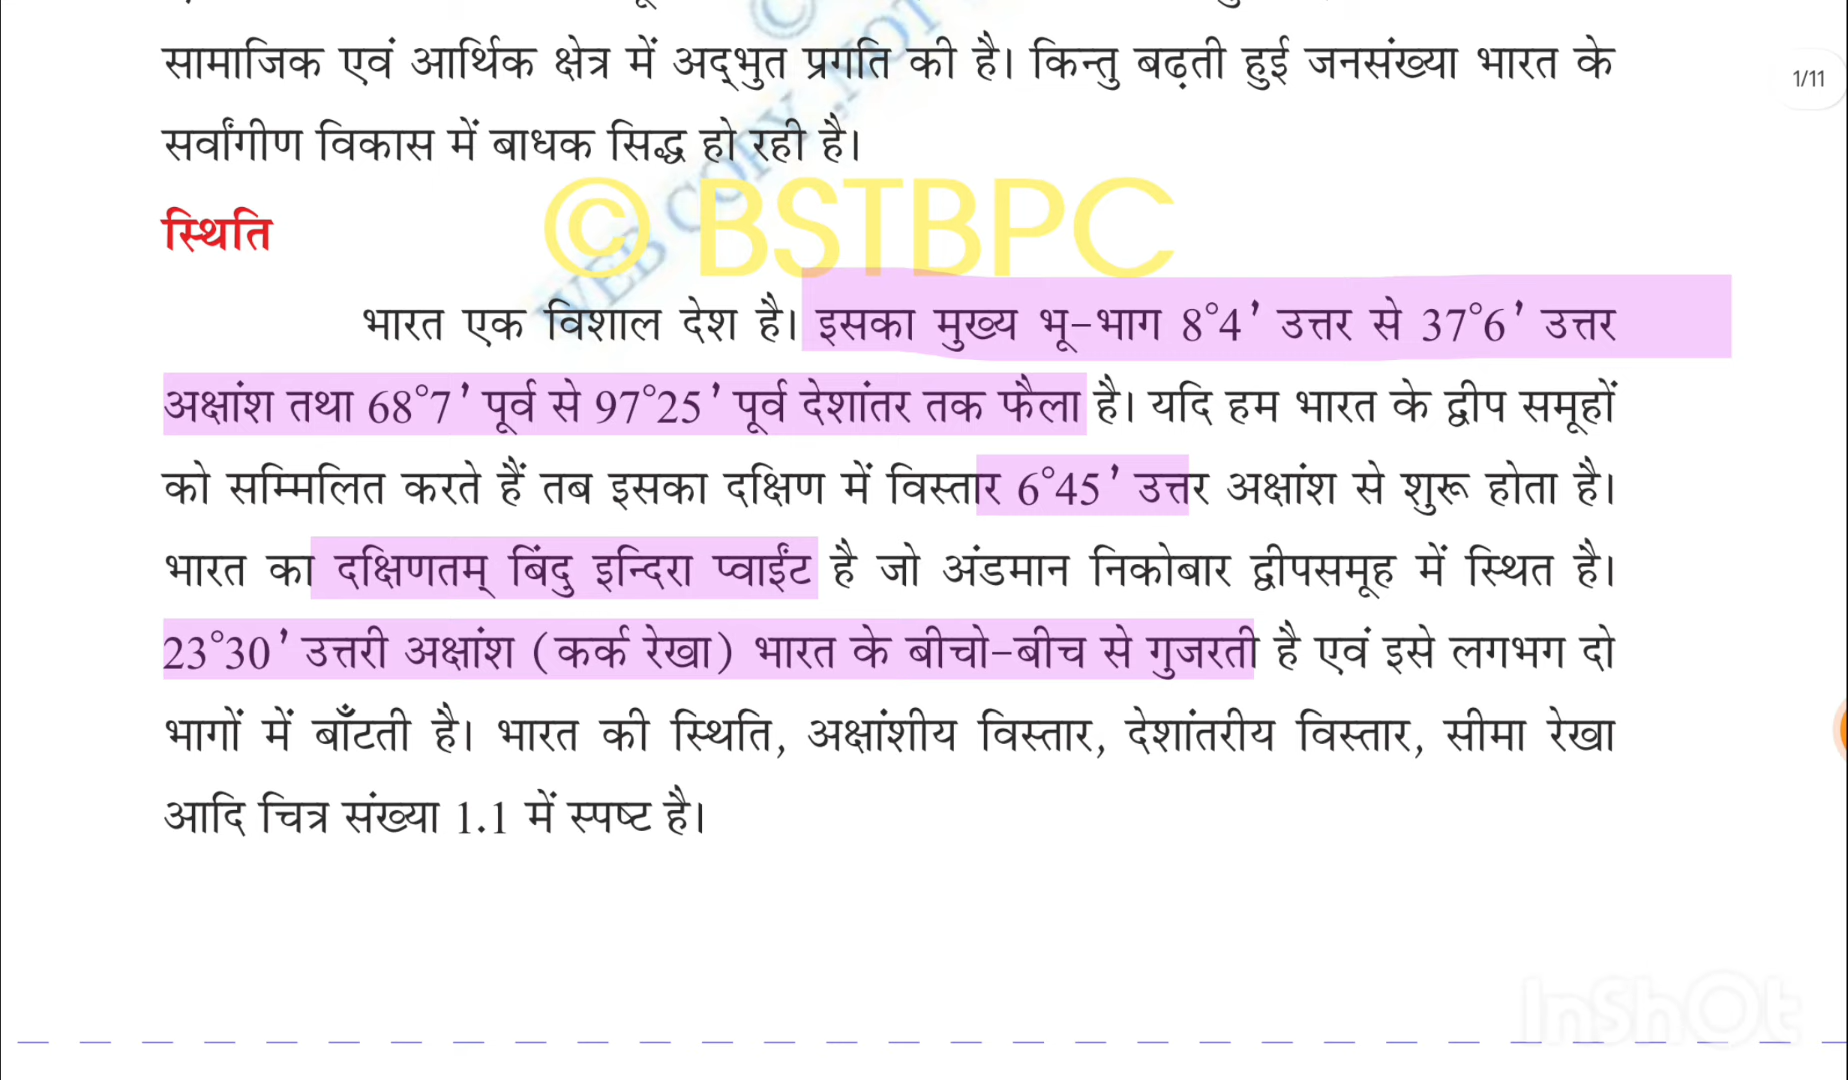 सामाजिक एवं आर्थिक क्षेत्र में अद्भुत प्रगति की है। किन्तु बढ़ती हुई जनसंख्या भारत के
1/11
सर्वांगीण विकास में बाधक सिद्ध हो रही है।
© BSTBPC
WEB COPY, NOT
स्थिति
भारत एक विशाल देश है। इसका मुख्य भू-भाग 8°4' उत्तर से 37°6' उत्तर
अक्षांश तथा 68°7' पूर्व से 97°25' पूर्व देशांतर तक फैला है। यदि हम भारत के द्वीप समूहों
को सम्मिलित करते हैं तब इसका दक्षिण में विस्तार 6°45' उत्तर अक्षांश से शुरू होता है।
भारत का दक्षिणतम् बिंदु इन्दिरा प्वाईंट है जो अंडमान निकोबार द्वीपसमूह में स्थित है।
23°30' उत्तरी अक्षांश (कर्क रेखा) भारत के बीचो-बीच से गुजरती है एवं इसे लगभग दो
भागों में बाँटती है। भारत की स्थिति, अक्षांशीय विस्तार, देशांतरीय विस्तार, सीमा रेखा
आदि चित्र संख्या 1.1 में स्पष्ट है।
InShOt